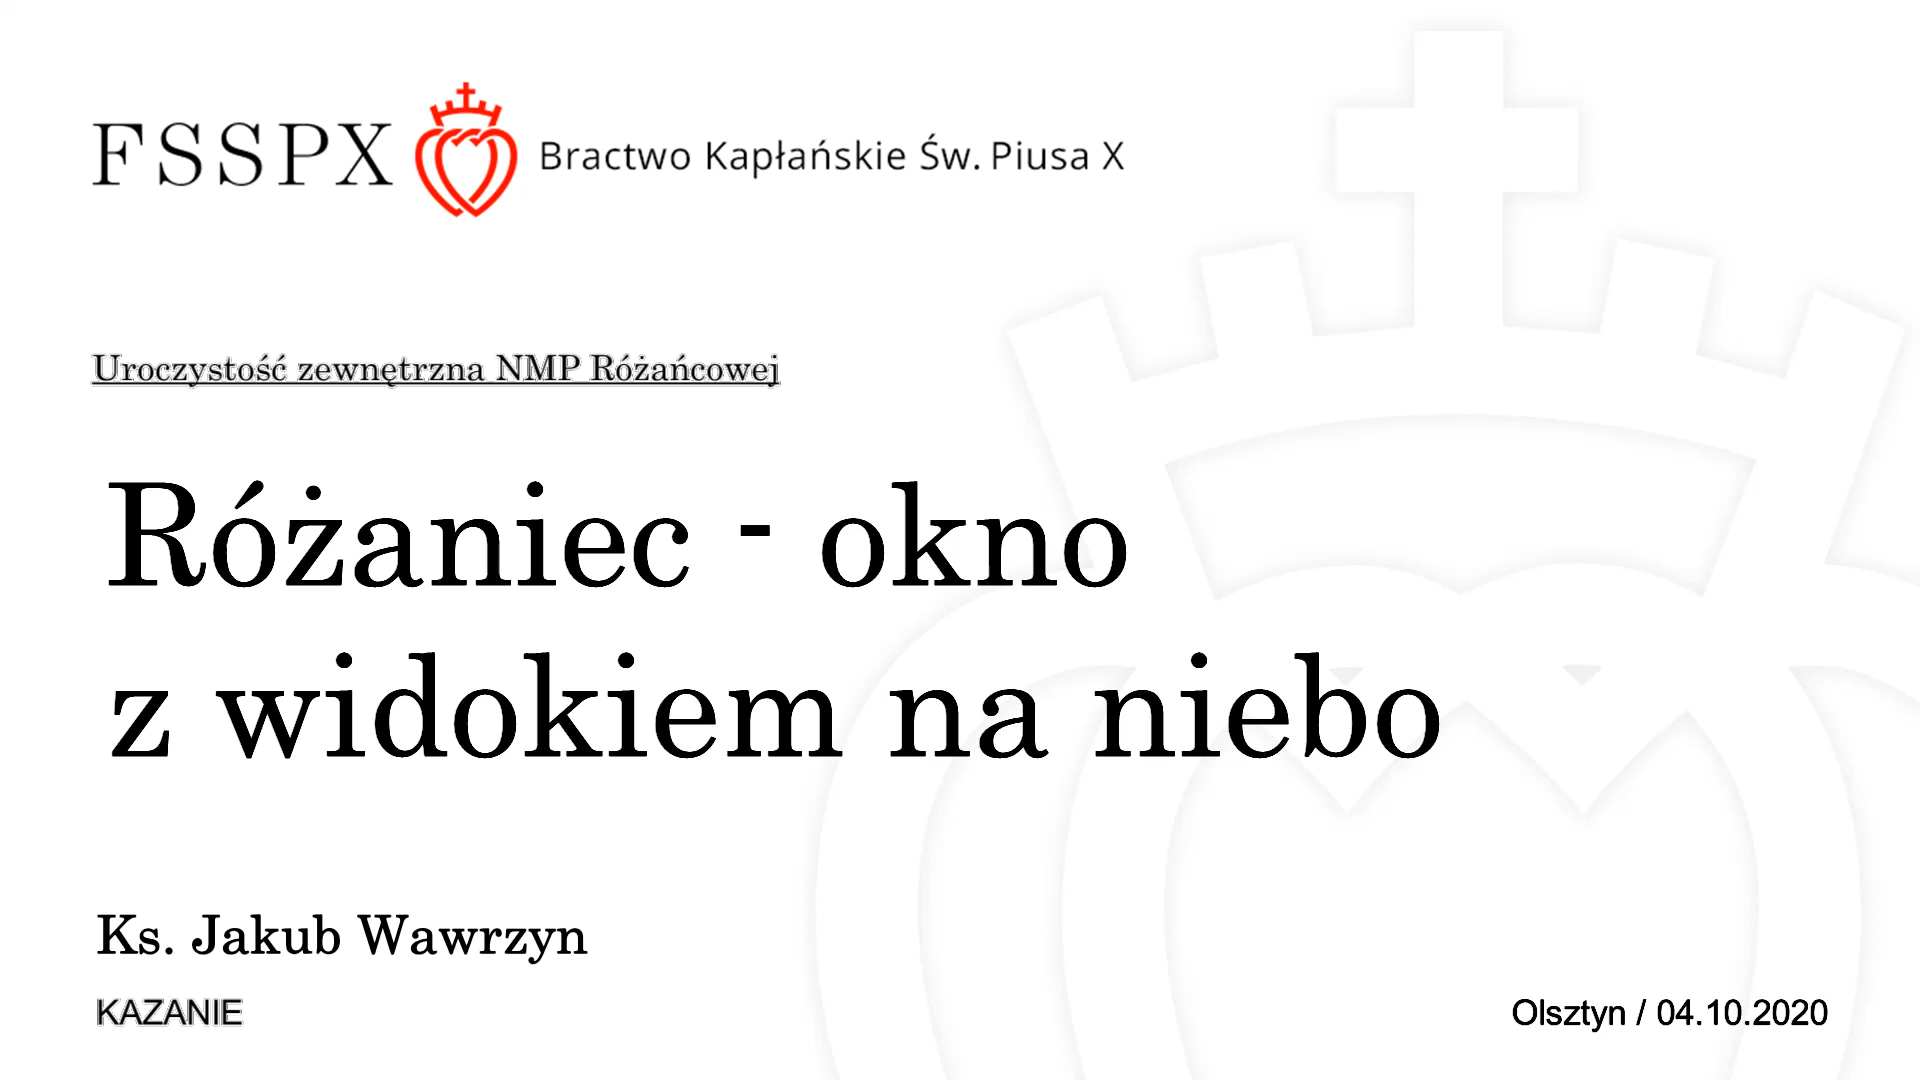 FSSPX Bractwo Kapłańskie Św. Piusa X
Uroczystość zewnętrzna NMP Różańcowej
Różaniec - okno
z widokiem na niebo
Ks. Jakub Wawrzyn
KAZANIE
Olsztyn / 04.10.2020